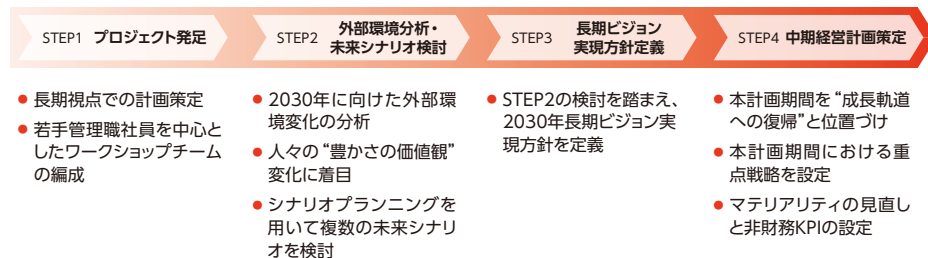 STEP1 プロジェクト発足
● 長期視点での計画策定
● 若手管理職社員を中心と
したワークショップチーム
の編成
STEP2 外部環境分析・
未来シナリオ検討
● 2030年に向けた外部環
境変化の分析
● 人々の“豊かさの価値観”
変化に着目
● シナリオプランニングを
用いて複数の未来シナリ
オを検討
STEP3 長期ビジョン
実現方針定義
● STEP2の検討を踏まえ、
2030年長期ビジョン実
現方針を定義
STEP4 中期経営計画策定
● 本計画期間を“成長軌道
への復帰”と位置づけ
● 本計画期間における重
点戦略を設定
● マテリアリティの見直し
と非財務KPIの設定